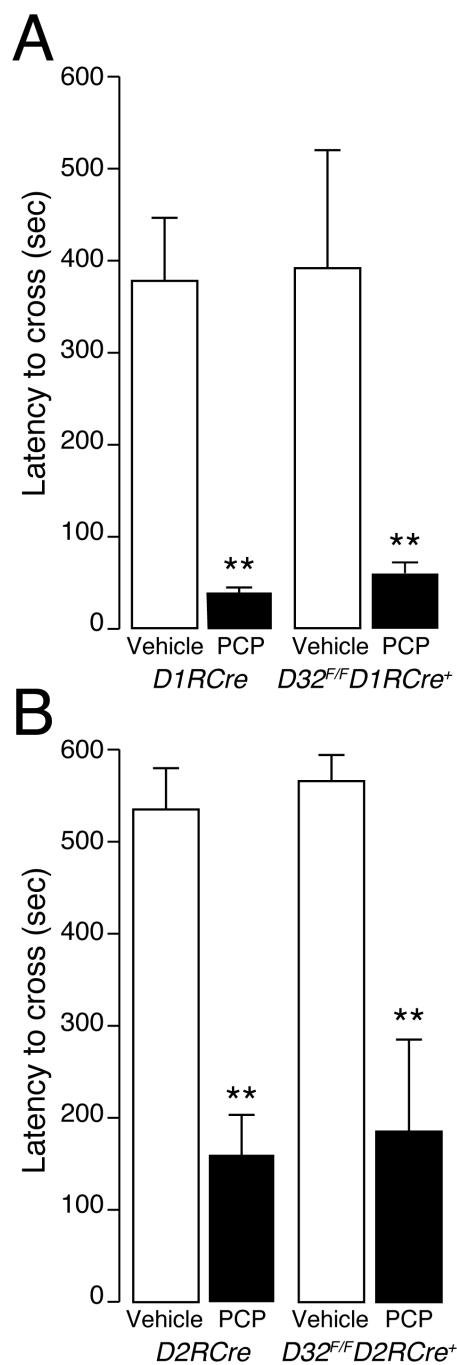 A
600
500
400
300
200
100
0
Latency to cross (sec)
**
**
Vehicle PCP Vehicle PCP
D1RCre D32F/FD1RCre+
B
600
500
400
300
200
100
0
Latency to cross (sec)
**
**
Vehicle PCP Vehicle PCP
D2RCre D32F/FD2RCre+